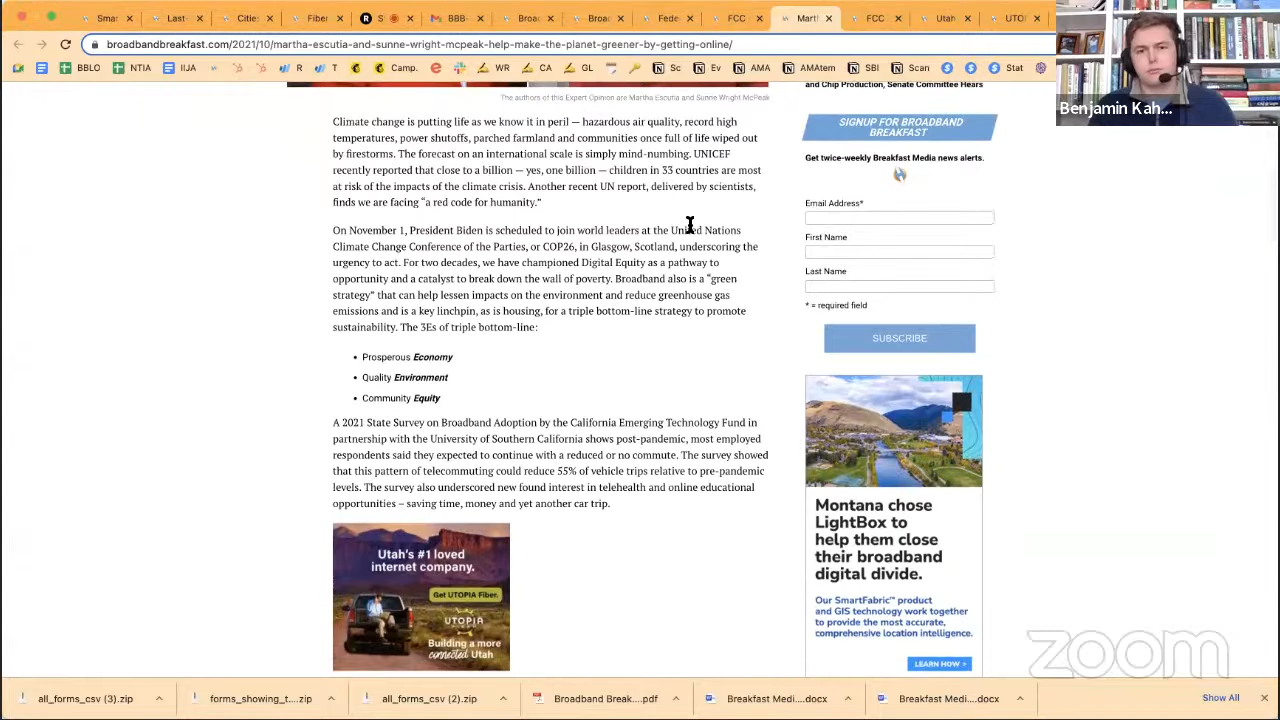 Smar
Last-
Citie
Fiber
S
BBB
Broa
Broa
Fede
FCC
Marth
FCC
Utah
UTOP
broadbandbreakfast.com/2021/10/martha-escutia-and-sunne-wright-mcpeak-help-make-the-planet-greener-by-getting-online/
BBLO
NTIA
IIJA
R
T
Camp.
WR
CA
GL
Sc
Ev
AMA
AMAtem
SBI
Scan
Stat
Benjamin Kah...
The authors of this Expert Opinion are Martha Escutia and Sunne Wright McPeak
Climate change is putting life as we know it in peril — hazardous air quality, record high
temperatures, power shutoffs, parched farmland and communities once full of life wiped out
by firestorms. The forecast on an international scale is simply mind-numbing. UNICEF
recently reported that close to a billion — yes, one billion — children in 33 countries are most
at risk of the impacts of the climate crisis. Another recent UN report, delivered by scientists,
finds we are facing “a red code for humanity.”
On November 1, President Biden is scheduled to join world leaders at the United Nations
Climate Change Conference of the Parties, or COP26, in Glasgow, Scotland, underscoring the
urgency to act. For two decades, we have championed Digital Equity as a pathway to
opportunity and a catalyst to break down the wall of poverty. Broadband also is a “green
strategy” that can help lessen impacts on the environment and reduce greenhouse gas
emissions and is a key linchpin, as is housing, for a triple bottom-line strategy to promote
sustainability. The 3Es of triple bottom-line:
• Prosperous Economy
• Quality Environment
• Community Equity
A 2021 State Survey on Broadband Adoption by the California Emerging Technology Fund in
partnership with the University of Southern California shows post-pandemic, most employed
respondents said they expected to continue with a reduced or no commute. The survey showed
that this pattern of telecommuting could reduce 55% of vehicle trips relative to pre-pandemic
levels. The survey also underscored new found interest in telehealth and online educational
opportunities – saving time, money and yet another car trip.
Utah's #1 loved
internet company.
Get UTOPIA Fiber.
UTOPIA
Building a more
connected Utah
and Chip Production, Senate Committee Hears
SIGNUP FOR BROADBAND
BREAKFAST
Get twice-weekly Breakfast Media news alerts.
Email Address*
First Name
Last Name
* = required field
SUBSCRIBE
Montana chose
LightBox to
help them close
their broadband
digital divide.
Our SmartFabric™ product
and GIS technology work together
to provide the most accurate,
comprehensive location intelligence.
LEARN HOW >
zoom
all_forms_csv (3).zip
forms_showing_t....zip
all_forms_csv (2).zip
Broadband Break....pdf
Breakfast Medi....docx
Breakfast Medi....docx
Show All